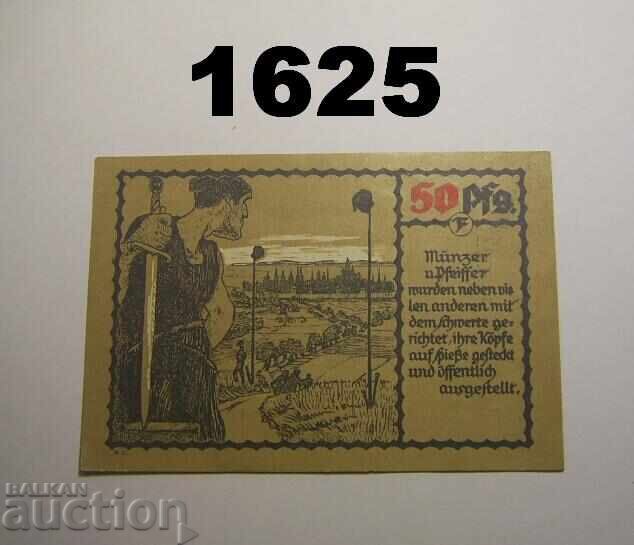 1625
50 Pfg.
F
Münzer
u. Pfeiffer
wurden neben vie
len anderen mit
dem Schwerte ge-
richtet, ihre Köpfe
auf Spieße gesteckt
und öffentlich
ausgestellt.
BALKAN
auction